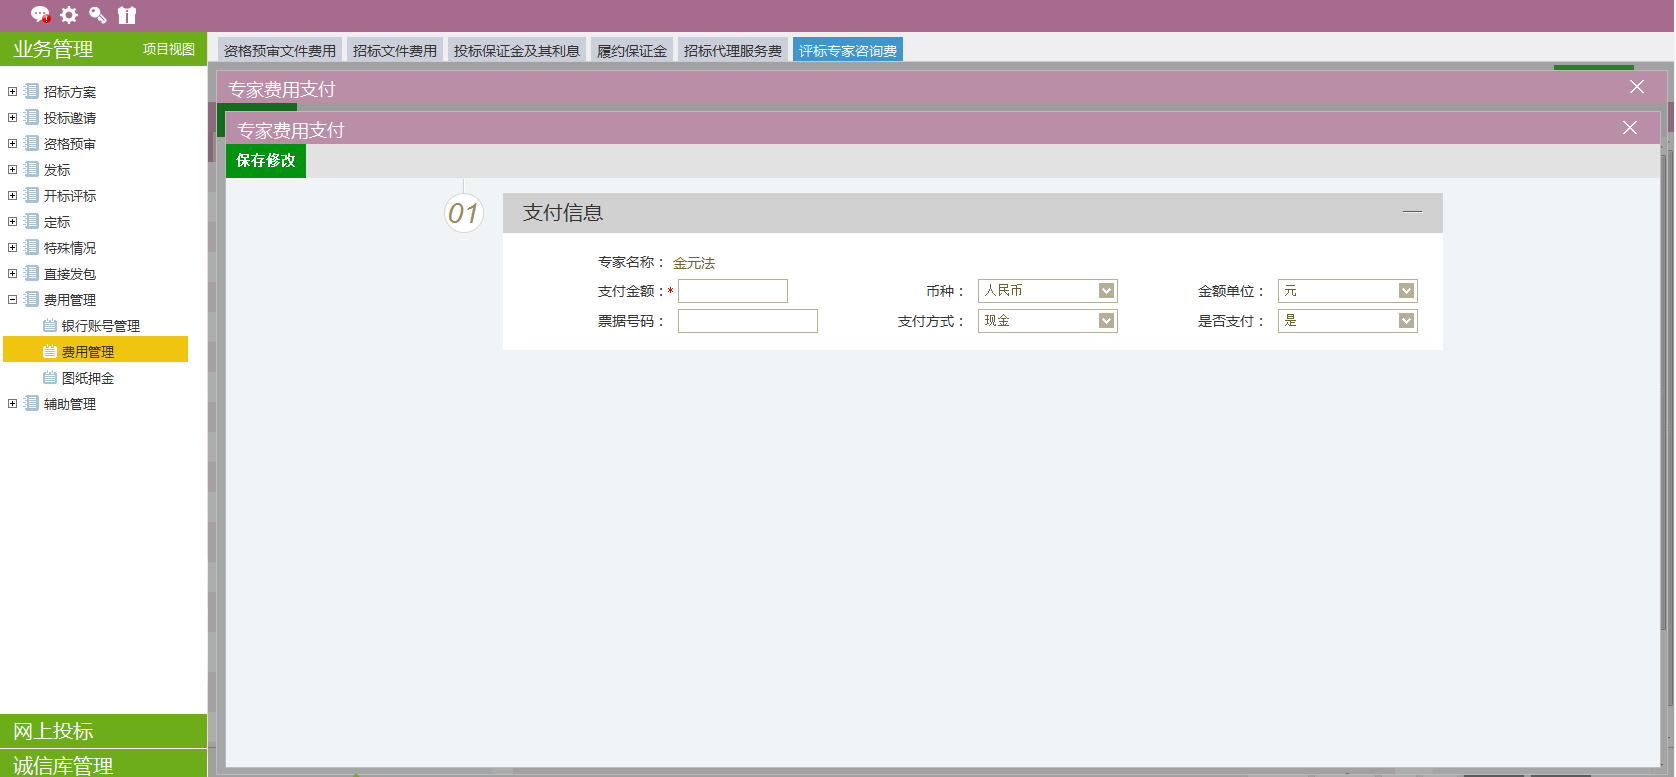 业务管理 项目视图
资格预审文件费用 招标文件费用 投标保证金及其利息 履约保证金 招标代理服务费 评标专家咨询费
招标方案
投标邀请
资格预审
发标
开标评标
定标
特殊情况
直接发包
费用管理
银行账号管理
费用管理
图纸押金
辅助管理
网上投标
诚信库管理
专家费用支付
专家费用支付
保存修改
01 支付信息
专家名称： 金元法
支付金额：* 币种： 人民币 金额单位： 元
票据号码： 支付方式： 现金 是否支付： 是